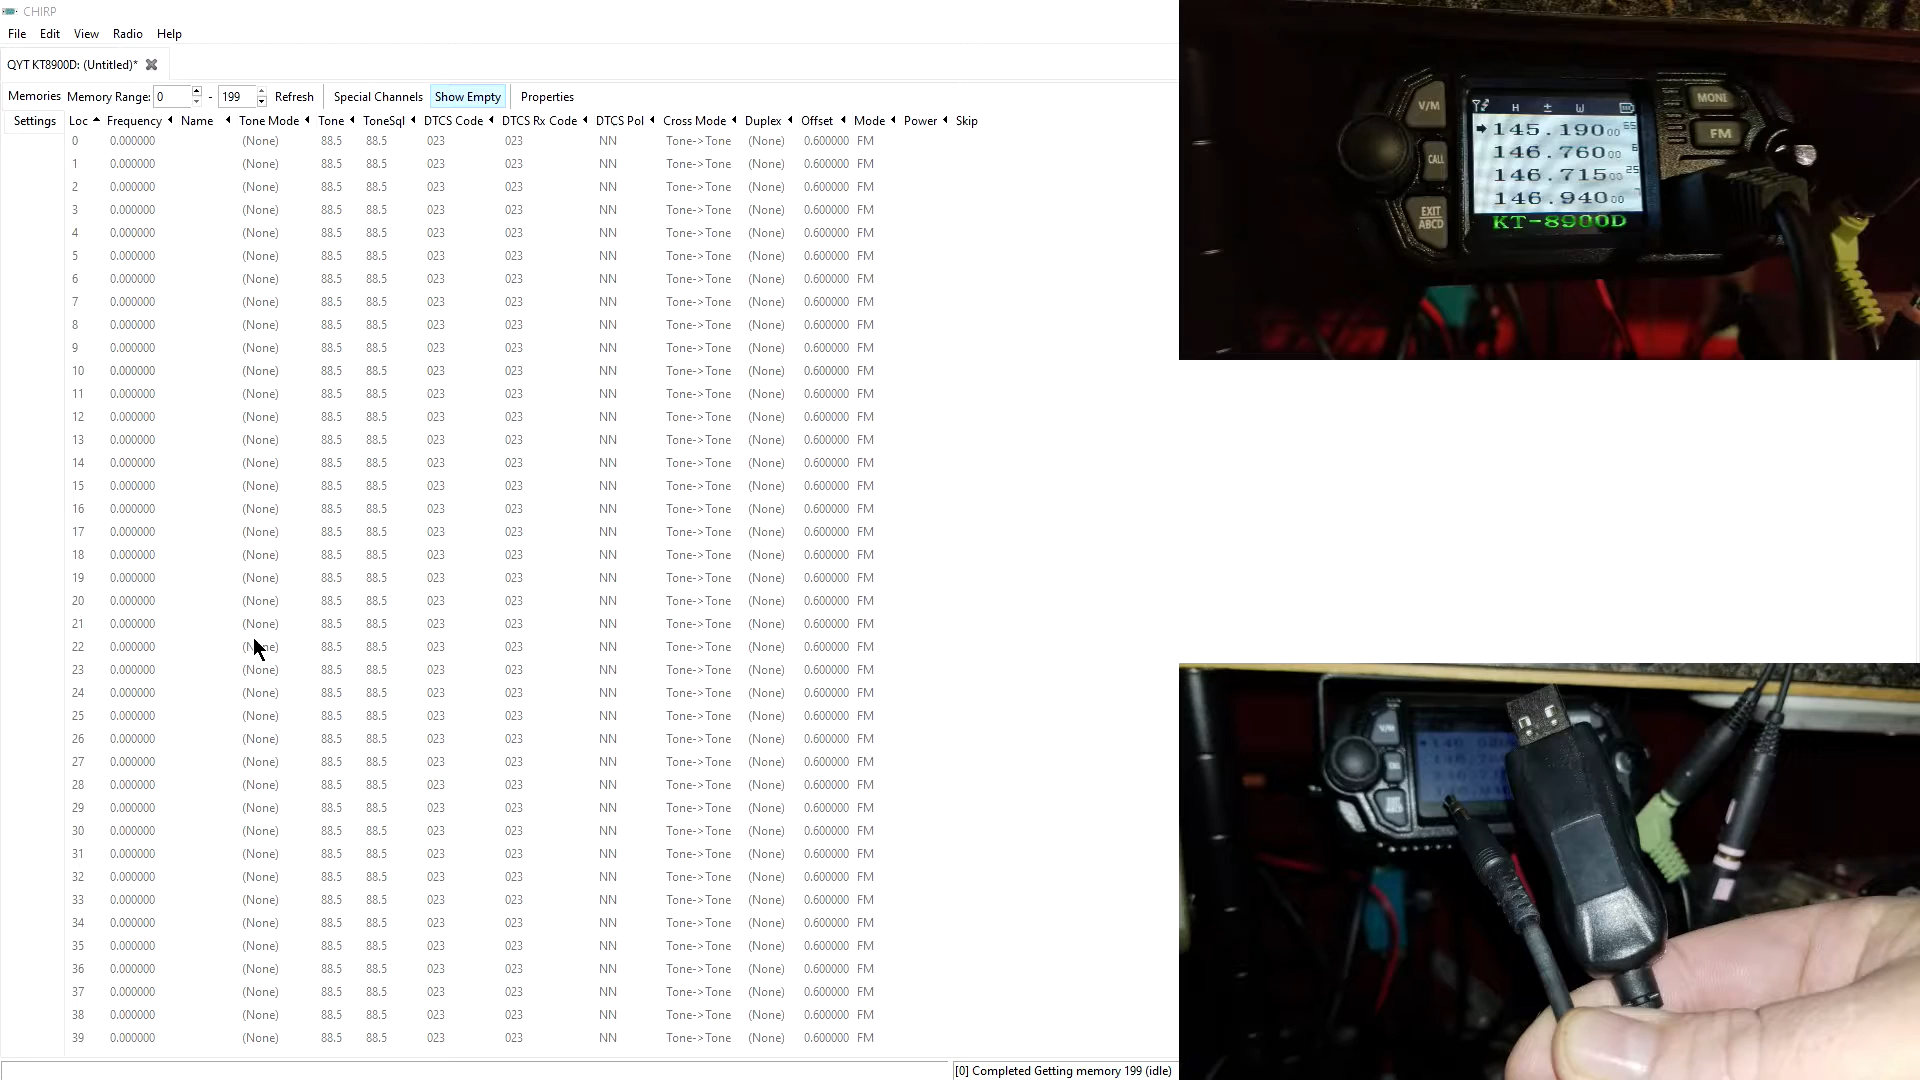 CHIRP
File Edit View Radio Help
QYT KT8900D: (Untitled)*
Memories Memory Range: 0 - 199 Refresh Special Channels Show Empty Properties
Settings
Loc Frequency Name Tone Mode Tone ToneSql DTCS Code DTCS Rx Code DTCS Pol Cross Mode Duplex Offset Mode Power Skip
0 0.000000 (None) 88.5 88.5 023 023 NN Tone->Tone (None) 0.600000 FM
1 0.000000 (None) 88.5 88.5 023 023 NN Tone->Tone (None) 0.600000 FM
2 0.000000 (None) 88.5 88.5 023 023 NN Tone->Tone (None) 0.600000 FM
3 0.000000 (None) 88.5 88.5 023 023 NN Tone->Tone (None) 0.600000 FM
4 0.000000 (None) 88.5 88.5 023 023 NN Tone->Tone (None) 0.600000 FM
5 0.000000 (None) 88.5 88.5 023 023 NN Tone->Tone (None) 0.600000 FM
6 0.000000 (None) 88.5 88.5 023 023 NN Tone->Tone (None) 0.600000 FM
7 0.000000 (None) 88.5 88.5 023 023 NN Tone->Tone (None) 0.600000 FM
8 0.000000 (None) 88.5 88.5 023 023 NN Tone->Tone (None) 0.600000 FM
9 0.000000 (None) 88.5 88.5 023 023 NN Tone->Tone (None) 0.600000 FM
10 0.000000 (None) 88.5 88.5 023 023 NN Tone->Tone (None) 0.600000 FM
11 0.000000 (None) 88.5 88.5 023 023 NN Tone->Tone (None) 0.600000 FM
12 0.000000 (None) 88.5 88.5 023 023 NN Tone->Tone (None) 0.600000 FM
13 0.000000 (None) 88.5 88.5 023 023 NN Tone->Tone (None) 0.600000 FM
14 0.000000 (None) 88.5 88.5 023 023 NN Tone->Tone (None) 0.600000 FM
15 0.000000 (None) 88.5 88.5 023 023 NN Tone->Tone (None) 0.600000 FM
16 0.000000 (None) 88.5 88.5 023 023 NN Tone->Tone (None) 0.600000 FM
17 0.000000 (None) 88.5 88.5 023 023 NN Tone->Tone (None) 0.600000 FM
18 0.000000 (None) 88.5 88.5 023 023 NN Tone->Tone (None) 0.600000 FM
19 0.000000 (None) 88.5 88.5 023 023 NN Tone->Tone (None) 0.600000 FM
20 0.000000 (None) 88.5 88.5 023 023 NN Tone->Tone (None) 0.600000 FM
21 0.000000 (None) 88.5 88.5 023 023 NN Tone->Tone (None) 0.600000 FM
22 0.000000 (None) 88.5 88.5 023 023 NN Tone->Tone (None) 0.600000 FM
23 0.000000 (None) 88.5 88.5 023 023 NN Tone->Tone (None) 0.600000 FM
24 0.000000 (None) 88.5 88.5 023 023 NN Tone->Tone (None) 0.600000 FM
25 0.000000 (None) 88.5 88.5 023 023 NN Tone->Tone (None) 0.600000 FM
26 0.000000 (None) 88.5 88.5 023 023 NN Tone->Tone (None) 0.600000 FM
27 0.000000 (None) 88.5 88.5 023 023 NN Tone->Tone (None) 0.600000 FM
28 0.000000 (None) 88.5 88.5 023 023 NN Tone->Tone (None) 0.600000 FM
29 0.000000 (None) 88.5 88.5 023 023 NN Tone->Tone (None) 0.600000 FM
30 0.000000 (None) 88.5 88.5 023 023 NN Tone->Tone (None) 0.600000 FM
31 0.000000 (None) 88.5 88.5 023 023 NN Tone->Tone (None) 0.600000 FM
32 0.000000 (None) 88.5 88.5 023 023 NN Tone->Tone (None) 0.600000 FM
33 0.000000 (None) 88.5 88.5 023 023 NN Tone->Tone (None) 0.600000 FM
34 0.000000 (None) 88.5 88.5 023 023 NN Tone->Tone (None) 0.600000 FM
35 0.000000 (None) 88.5 88.5 023 023 NN Tone->Tone (None) 0.600000 FM
36 0.000000 (None) 88.5 88.5 023 023 NN Tone->Tone (None) 0.600000 FM
37 0.000000 (None) 88.5 88.5 023 023 NN Tone->Tone (None) 0.600000 FM
38 0.000000 (None) 88.5 88.5 023 023 NN Tone->Tone (None) 0.600000 FM
39 0.000000 (None) 88.5 88.5 023 023 NN Tone->Tone (None) 0.600000 FM
[0] Completed Getting memory 199 (idle)
V/M
CALL
EXIT
ABCD
H ± W
145.19000 65
146.76000 6
146.71500 25
146.94000
KT-8900D
MONI
FM